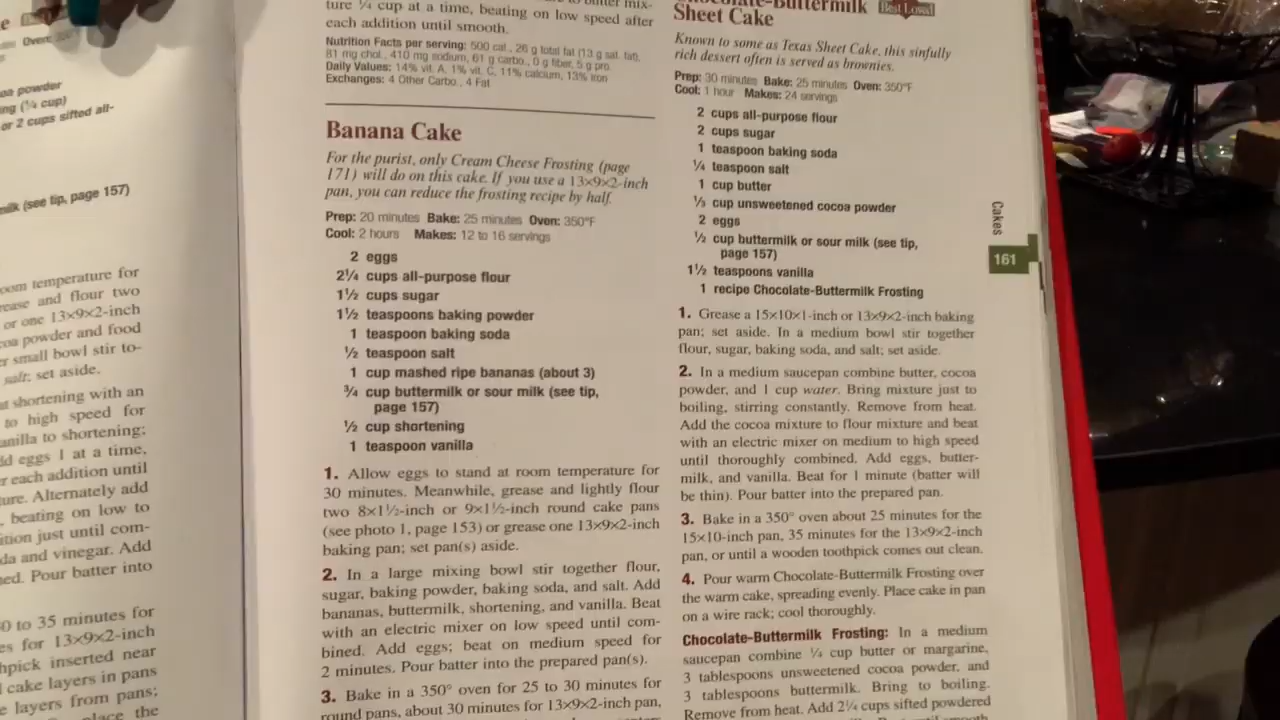 oa powder
ing (¼ cup)
or 2 cups sifted all-
milk (see tip, page 157)
room temperature for
rease and flour two
or one 13×9×2-inch
coa powder and food
er small bowl stir to-
salt; set aside.
at shortening with an
to high speed for
anilla to shortening;
dd eggs 1 at a time,
r each addition until
ure. Alternately add
, beating on low to
ition just until com-
da and vinegar. Add
ned. Pour batter into
0 to 35 minutes for
es for 13×9×2-inch
hpick inserted near
l cake layers in pans
e layers from pans;
place the
ture ¼ cup at a time, beating on low speed after
each addition until smooth.
Nutrition Facts per serving: 500 cal., 26 g total fat (13 g sat. fat),
81 mg chol., 410 mg sodium, 61 g carbo., 0 g fiber, 5 g pro.
Daily Values: 14% vit. A, 1% vit. C, 11% calcium, 13% iron
Exchanges: 4 Other Carbo., 4 Fat
Banana Cake
For the purist, only Cream Cheese Frosting (page
171) will do on this cake. If you use a 13×9×2-inch
pan, you can reduce the frosting recipe by half.
Prep: 20 minutes Bake: 25 minutes Oven: 350°F
Cool: 2 hours Makes: 12 to 16 servings
2 eggs
2¼ cups all-purpose flour
1½ cups sugar
1½ teaspoons baking powder
1 teaspoon baking soda
½ teaspoon salt
1 cup mashed ripe bananas (about 3)
¾ cup buttermilk or sour milk (see tip,
page 157)
½ cup shortening
1 teaspoon vanilla
1. Allow eggs to stand at room temperature for
30 minutes. Meanwhile, grease and lightly flour
two 8×1½-inch or 9×1½-inch round cake pans
(see photo 1, page 153) or grease one 13×9×2-inch
baking pan; set pan(s) aside.
2. In a large mixing bowl stir together flour,
sugar, baking powder, baking soda, and salt. Add
bananas, buttermilk, shortening, and vanilla. Beat
with an electric mixer on low speed until com-
bined. Add eggs; beat on medium speed for
2 minutes. Pour batter into the prepared pan(s).
3. Bake in a 350° oven for 25 to 30 minutes for
round pans, about 30 minutes for 13×9×2-inch pan,
Chocolate-Buttermilk Best Loved
Sheet Cake
Known to some as Texas Sheet Cake, this sinfully
rich dessert often is served as brownies.
Prep: 30 minutes Bake: 25 minutes Oven: 350°F
Cool: 1 hour Makes: 24 servings
2 cups all-purpose flour
2 cups sugar
1 teaspoon baking soda
¼ teaspoon salt
1 cup butter
⅓ cup unsweetened cocoa powder
2 eggs
½ cup buttermilk or sour milk (see tip,
page 157)
1½ teaspoons vanilla
1 recipe Chocolate-Buttermilk Frosting
1. Grease a 15×10×1-inch or 13×9×2-inch baking
pan; set aside. In a medium bowl stir together
flour, sugar, baking soda, and salt; set aside.
2. In a medium saucepan combine butter, cocoa
powder, and 1 cup water. Bring mixture just to
boiling, stirring constantly. Remove from heat.
Add the cocoa mixture to flour mixture and beat
with an electric mixer on medium to high speed
until thoroughly combined. Add eggs, butter-
milk, and vanilla. Beat for 1 minute (batter will
be thin). Pour batter into the prepared pan.
3. Bake in a 350° oven about 25 minutes for the
15×10-inch pan, 35 minutes for the 13×9×2-inch
pan, or until a wooden toothpick comes out clean.
4. Pour warm Chocolate-Buttermilk Frosting over
the warm cake, spreading evenly. Place cake in pan
on a wire rack; cool thoroughly.
Chocolate-Buttermilk Frosting: In a medium
saucepan combine ¼ cup butter or margarine,
3 tablespoons unsweetened cocoa powder, and
3 tablespoons buttermilk. Bring to boiling.
Remove from heat. Add 2¼ cups sifted powdered
Cakes
161